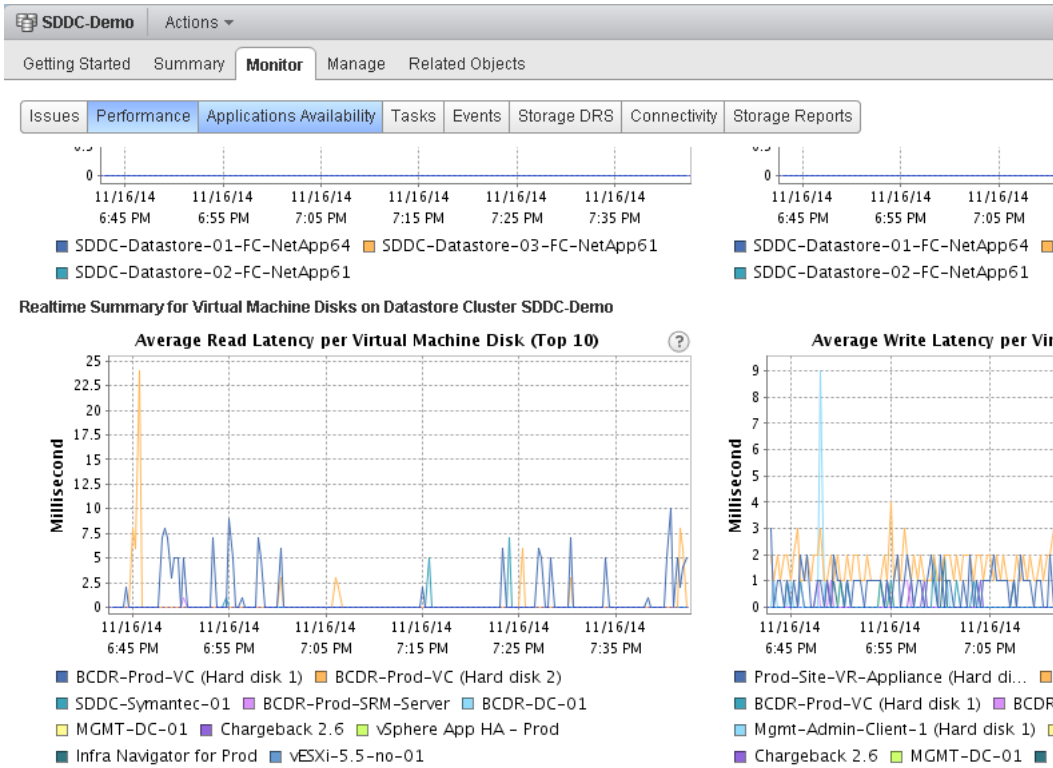 SDDC-Demo Actions
Getting Started Summary Monitor Manage Related Objects
Issues Performance Applications Availability Tasks Events Storage DRS Connectivity Storage Reports
0
11/16/14 11/16/14 11/16/14 11/16/14 11/16/14 11/16/14
6:45 PM 6:55 PM 7:05 PM 7:15 PM 7:25 PM 7:35 PM
SDDC-Datastore-01-FC-NetApp64 SDDC-Datastore-03-FC-NetApp61
SDDC-Datastore-02-FC-NetApp61
0
11/16/14 11/16/14 11/16/14
6:45 PM 6:55 PM 7:05 PM
SDDC-Datastore-01-FC-NetApp64
SDDC-Datastore-02-FC-NetApp61
Realtime Summary for Virtual Machine Disks on Datastore Cluster SDDC-Demo
Average Read Latency per Virtual Machine Disk (Top 10) ?
Millisecond
25
22.5
20
17.5
15
12.5
10
7.5
5
2.5
0
11/16/14 11/16/14 11/16/14 11/16/14 11/16/14 11/16/14
6:45 PM 6:55 PM 7:05 PM 7:15 PM 7:25 PM 7:35 PM
BCDR-Prod-VC (Hard disk 1) BCDR-Prod-VC (Hard disk 2)
SDDC-Symantec-01 BCDR-Prod-SRM-Server BCDR-DC-01
MGMT-DC-01 Chargeback 2.6 vSphere App HA - Prod
Infra Navigator for Prod vESXi-5.5-no-01
Average Write Latency per Vir
Millisecond
9
8
7
6
5
4
3
2
1
0
11/16/14 11/16/14 11/16/14
6:45 PM 6:55 PM 7:05 PM
Prod-Site-VR-Appliance (Hard di...
BCDR-Prod-VC (Hard disk 1) BCDR
Mgmt-Admin-Client-1 (Hard disk 1)
Chargeback 2.6 MGMT-DC-01